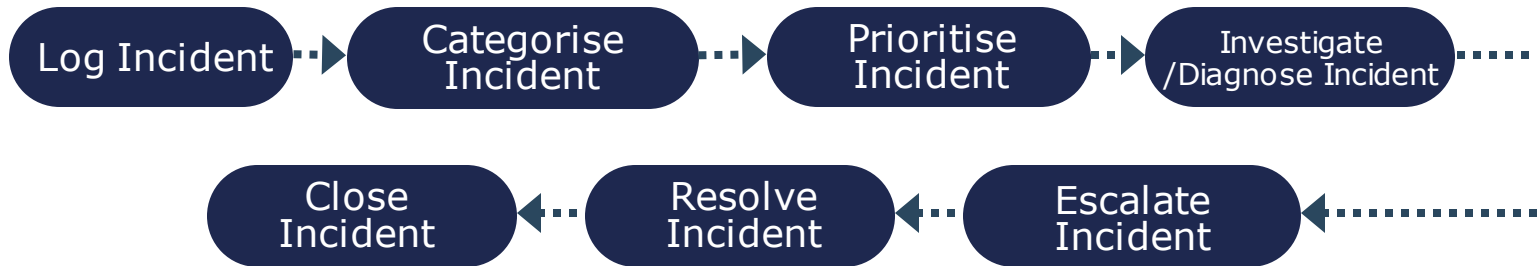 Log Incident
Categorise
Incident
Prioritise
Incident
Investigate
/Diagnose Incident
Escalate
Incident
Resolve
Incident
Close
Incident